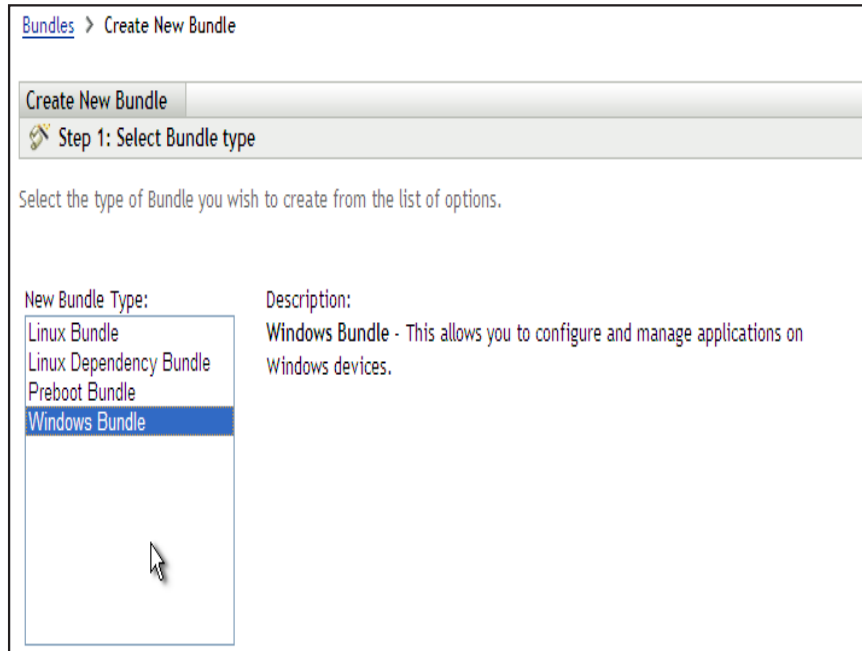 Bundles > Create New Bundle
Create New Bundle
Step 1: Select Bundle type
Select the type of Bundle you wish to create from the list of options.
New Bundle Type:
Linux Bundle
Linux Dependency Bundle
Preboot Bundle
Windows Bundle
Description:
Windows Bundle - This allows you to configure and manage applications on
Windows devices.